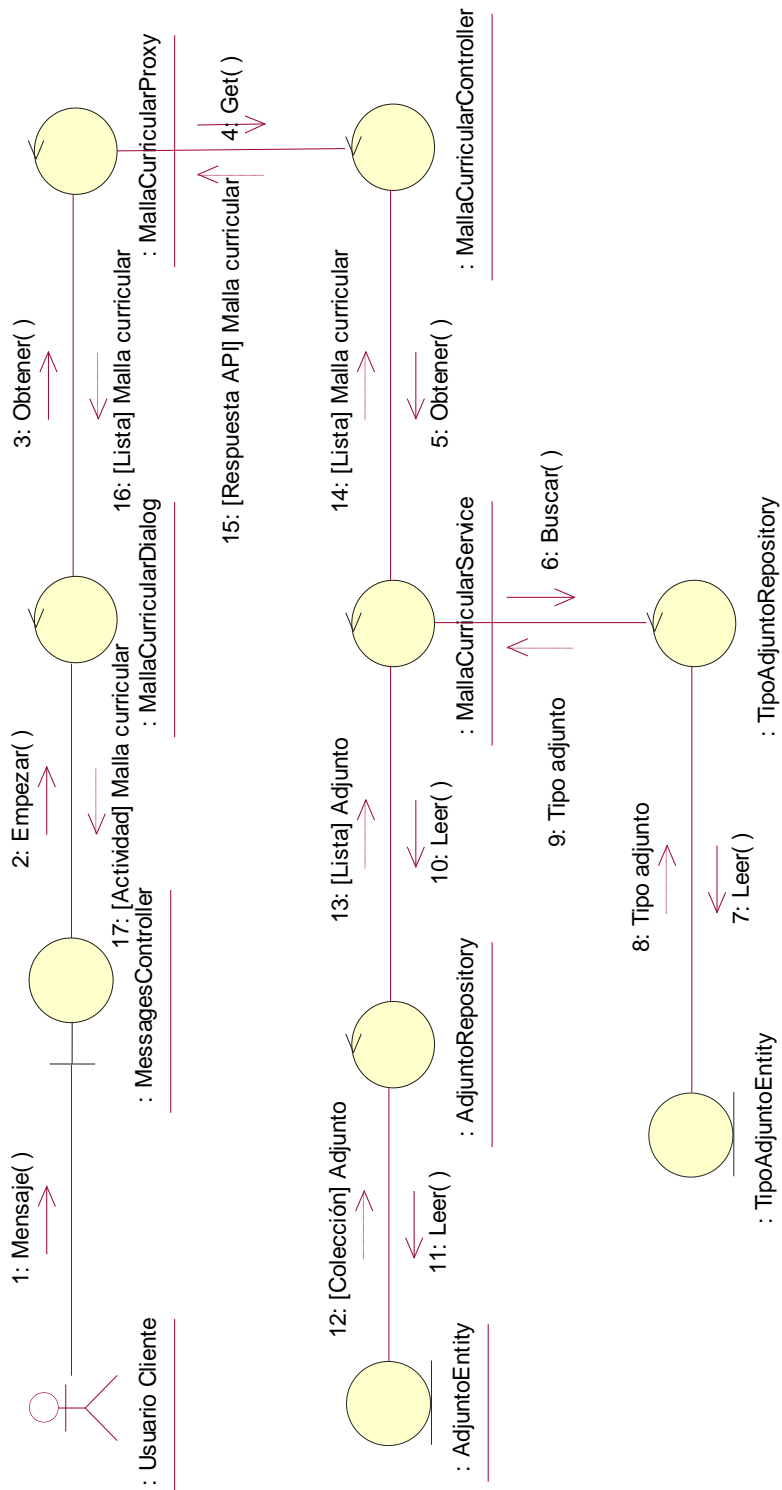 1: Mensaje( )
2: Empezar( )
3: Obtener( )
17: [Actividad] Malla curricular
16: [Lista] Malla curricular
: Usuario Cliente
: MessagesController
: MallaCurricularDialog
: MallaCurricularProxy
15: [Respuesta API] Malla curricular
4: Get( )
12: [Colección] Adjunto
13: [Lista] Adjunto
14: [Lista] Malla curricular
11: Leer( )
10: Leer( )
5: Obtener( )
: AdjuntoEntity
: AdjuntoRepository
: MallaCurricularService
: MallaCurricularController
9: Tipo adjunto
6: Buscar( )
8: Tipo adjunto
7: Leer( )
: TipoAdjuntoEntity
: TipoAdjuntoRepository